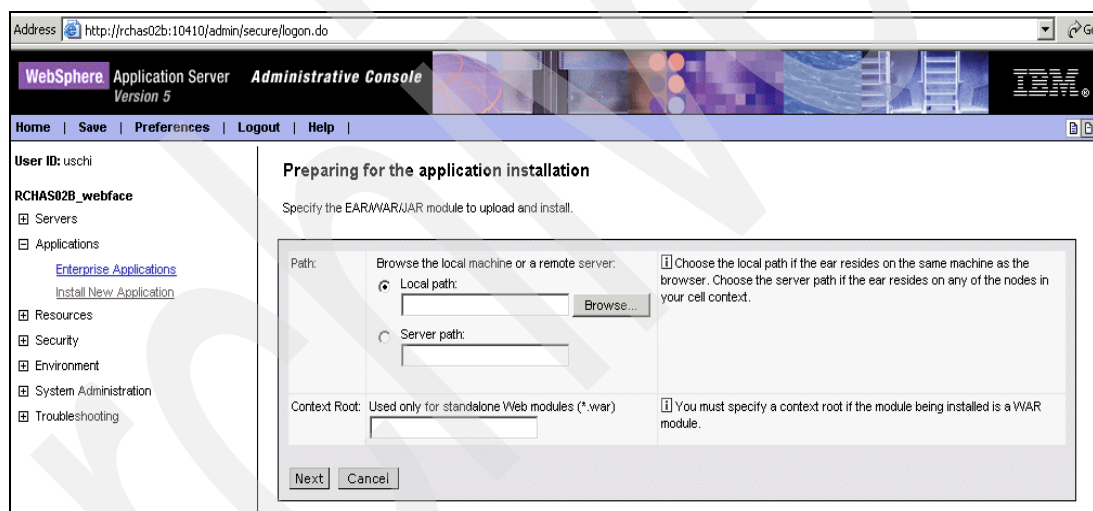 Address http://rchas02b:10410/admin/secure/logon.do
WebSphere. Application Server Administrative Console
Version 5
IBM®
Home | Save | Preferences | Logout | Help |
User ID: uschi
RCHAS02B_webface
Servers
Applications
Enterprise Applications
Install New Application
Resources
Security
Environment
System Administration
Troubleshooting
Preparing for the application installation
Specify the EAR/WAR/JAR module to upload and install.
Path:
Browse the local machine or a remote server:
Local path:
Browse...
Server path:
Choose the local path if the ear resides on the same machine as the
browser. Choose the server path if the ear resides on any of the nodes in
your cell context.
Context Root:
Used only for standalone Web modules (*.war)
You must specify a context root if the module being installed is a WAR
module.
Next Cancel